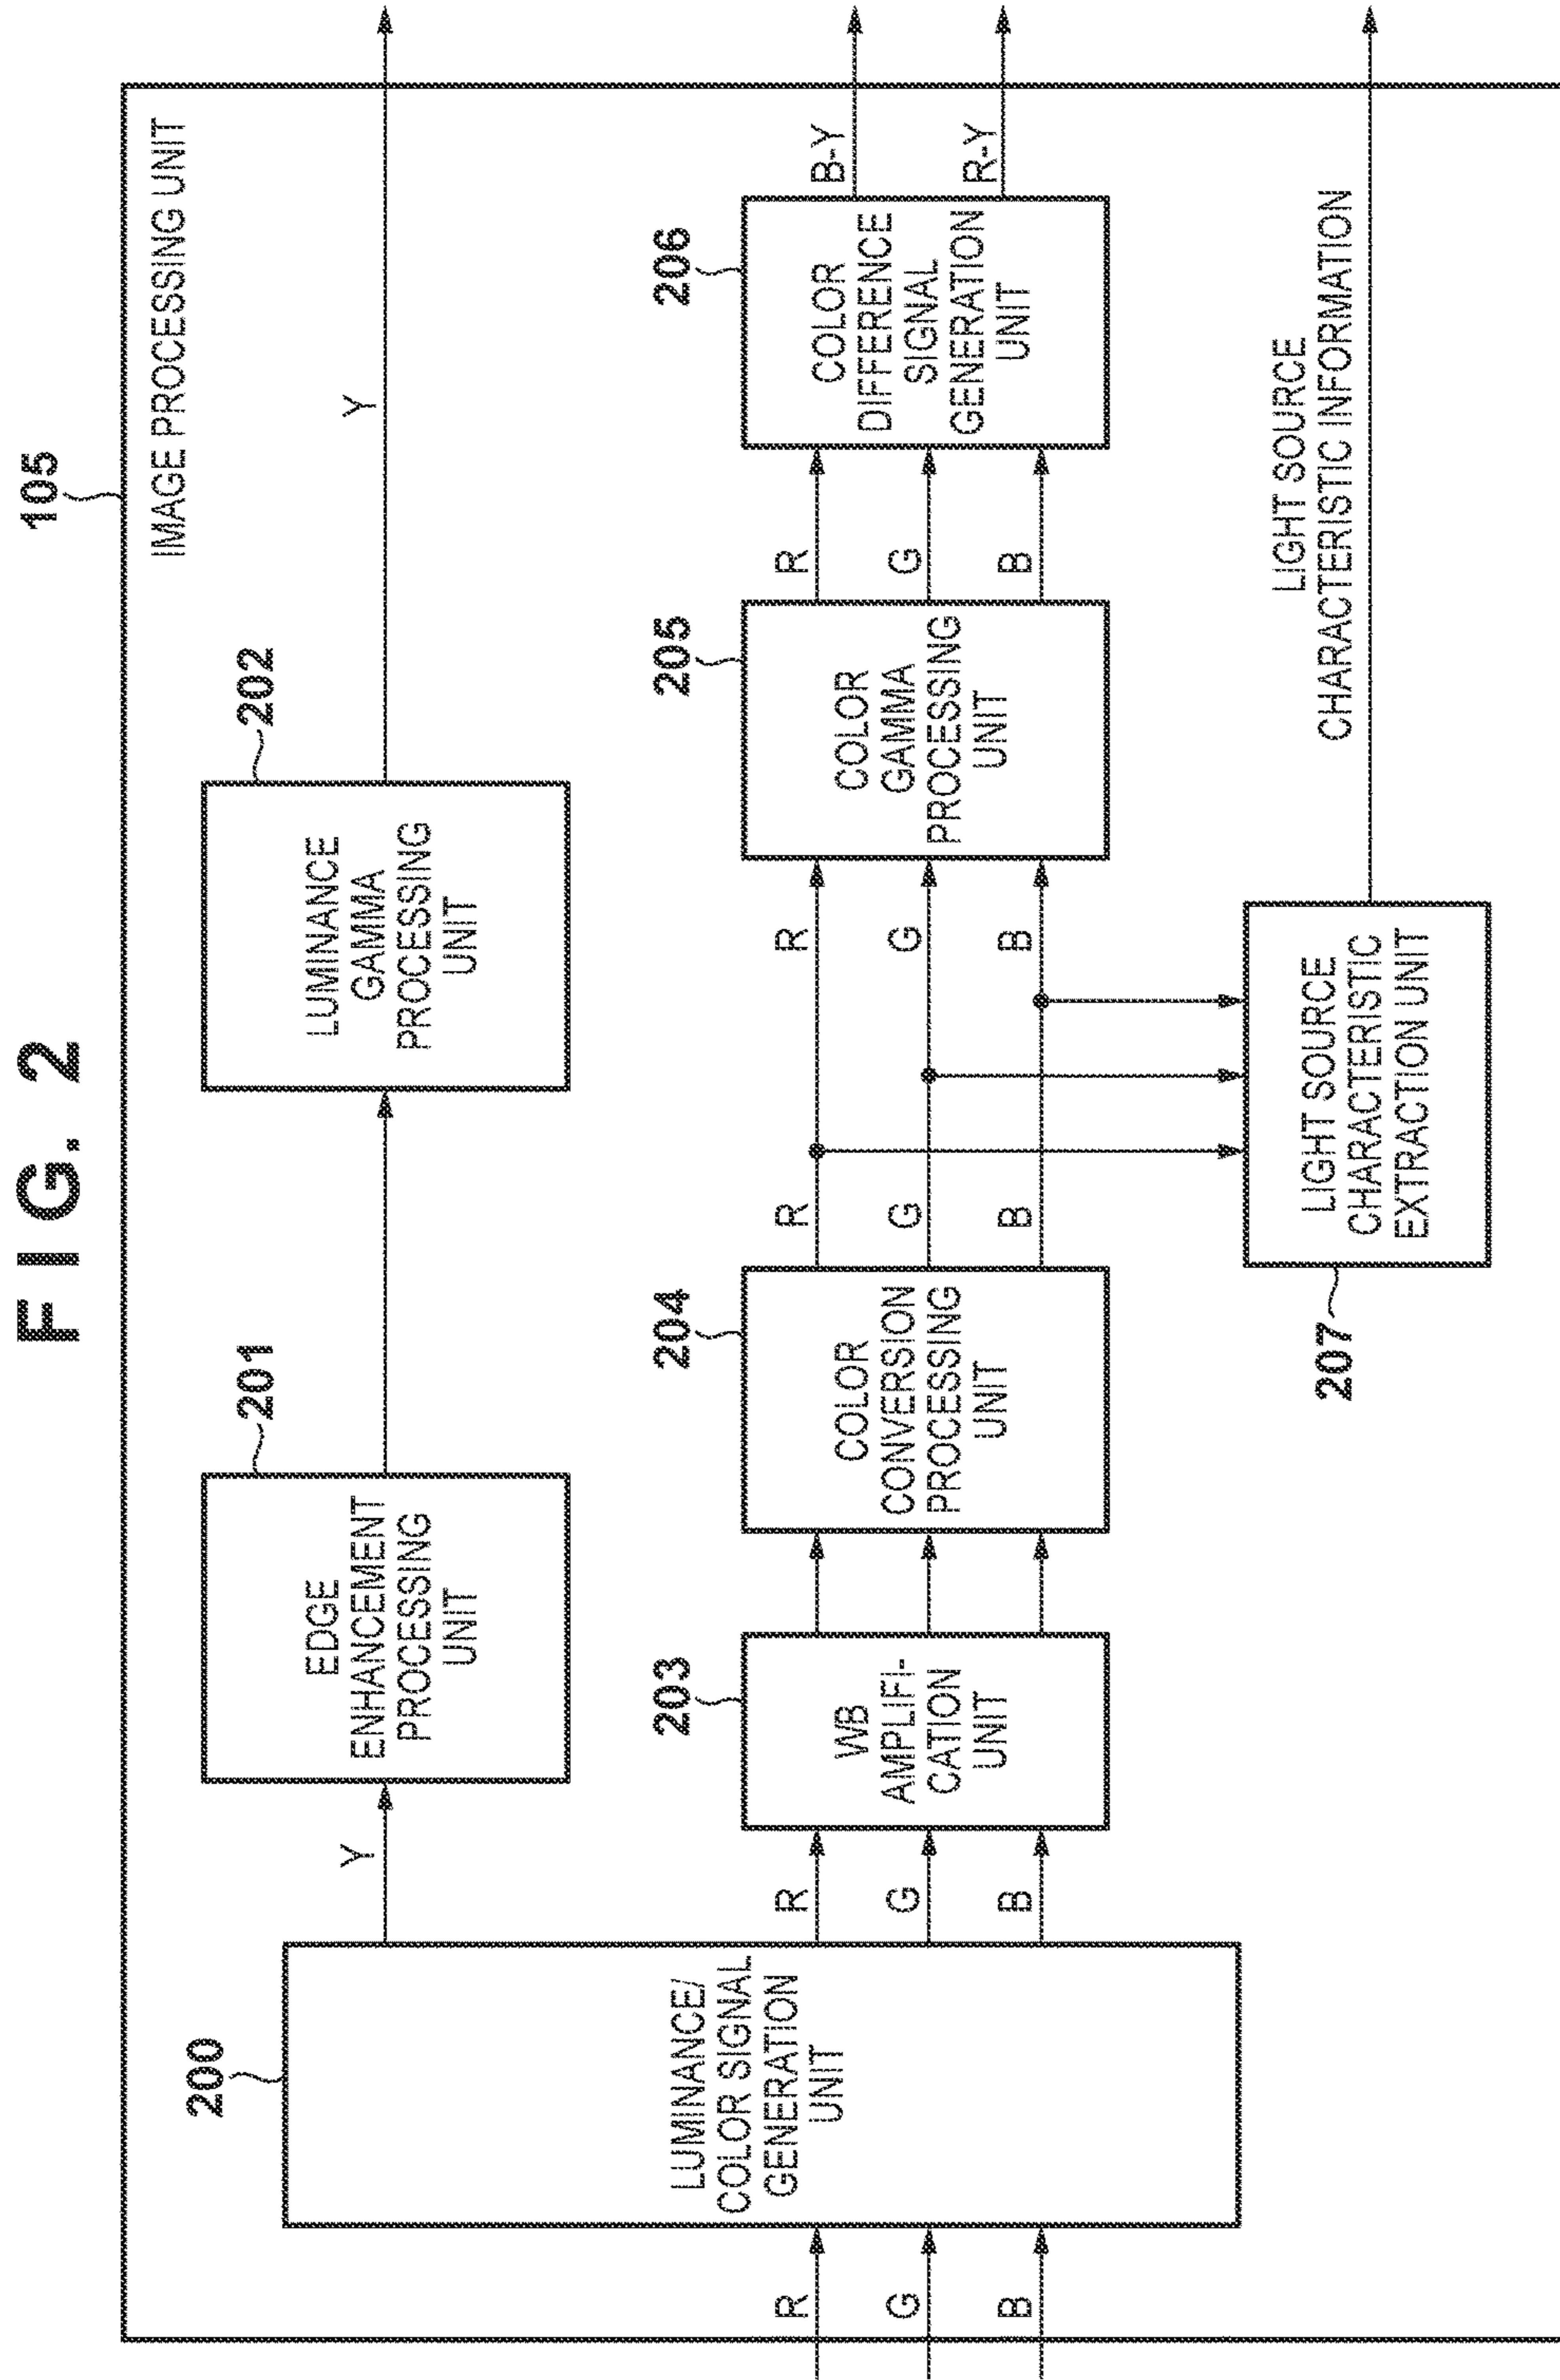 FIG. 2
105
IMAGE PROCESSING UNIT
200
LUMINANCE/
COLOR SIGNAL
GENERATION
UNIT
R
G
B
Y
201
EDGE
ENHANCEMENT
PROCESSING
UNIT
202
LUMINANCE
GAMMA
PROCESSING
UNIT
Y
R
G
B
203
WB
AMPLIFI-
CATION
UNIT
204
COLOR
CONVERSION
PROCESSING
UNIT
R
G
B
R
G
B
205
COLOR
GAMMA
PROCESSING
UNIT
R
G
B
206
COLOR
DIFFERENCE
SIGNAL
GENERATION
UNIT
B-Y
R-Y
207
LIGHT SOURCE
CHARACTERISTIC
EXTRACTION UNIT
LIGHT SOURCE
CHARACTERISTIC INFORMATION